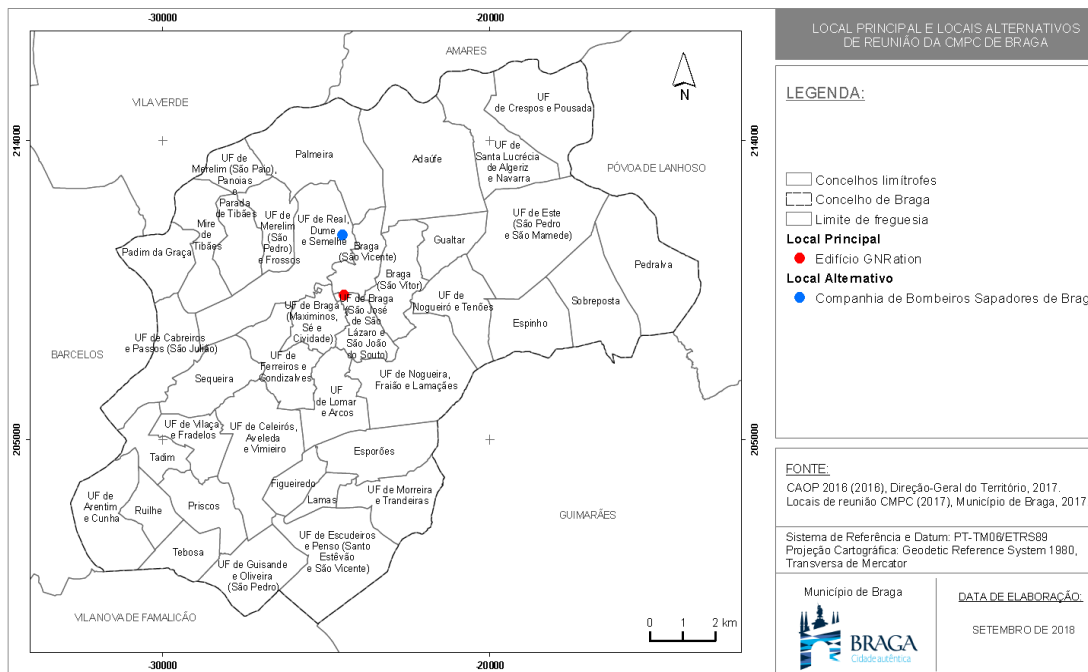 -30000
-20000
LOCAL PRINCIPAL E LOCAIS ALTERNATIVOS
DE REUNIÃO DA CMPC DE BRAGA
AMARES
VILA VERDE
N
UF
de Crespos e Pousada
LEGENDA:
214000
214000
Palmeira
Adaúfe
UF de
Santa Lucrécia
de Algeriz
e Navarra
PÓVOA DE LANHOSO
UF de
Merelim (São Paio),
Panoias
e
Parada
de Tibães
Concelhos limítrofes
Concelho de Braga
Limite de freguesia
Mire
de
Tibães
UF de
Merelim
(São
Pedro) e
Frossos
UF de Real,
Dume
e Semelhe
UF de Este
(São Pedro
e São Mamede)
Padim da Graça
Braga
(São Vicente)
Gualtar
Local Principal
Edifício GNRation
Pedralva
Braga
(São Vítor)
Local Alternativo
Companhia de Bombeiros Sapadores de Brag
UF de
Nogueiró e Tenões
Sobreposta
UF de Braga
(Maximinos,
Sé e
Cividade)
UF de Braga
(São José
de São
Lázaro e
São João
do Souto)
Espinho
UF de Cabreiros
e Passos (São Julião)
BARCELOS
UF de
Ferreiros e
Gondizalves
Sequeira
UF de Nogueira,
Fraião e Lamaçães
UF
de Lomar
e Arcos
UF de Vilaça
e Fradelos
UF de Celeirós,
Aveleda
e Vimieiro
205000
205000
Esporões
Tadim
FONTE:
CAOP 2016 (2016), Direção-Geral do Território, 2017.
Locais de reunião CMPC (2017), Município de Braga, 2017
Figueiredo
UF de Morreira
e Trandeiras
Lamas
UF de
Arentim
e Cunha
Ruilhe
Priscos
GUIMARÃES
Sistema de Referência e Datum: PT-TM06/ETRS89
Projeção Cartográfica: Geodetic Reference System 1980,
Transversa de Mercator
UF de Escudeiros
e Penso (Santo
Estêvão
e São Vicente)
Tebosa
UF de Guisande
e Oliveira
(São Pedro)
Município de Braga
BRAGA
Cidade autêntica
DATA DE ELABORAÇÃO:
SETEMBRO DE 2018
VILA NOVA DE FAMALICÃO
0 1 2 km
-30000
-20000